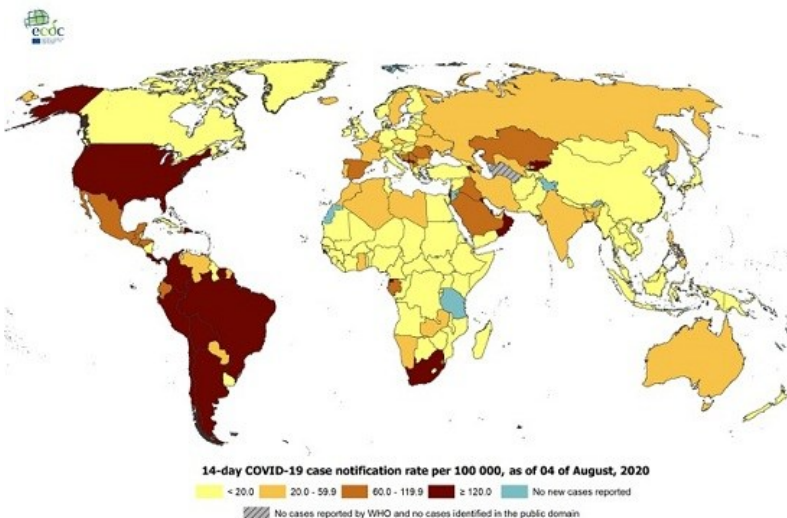 ecdc
14-day COVID-19 case notification rate per 100 000, as of 04 of August, 2020
< 20.0 20.0 - 59.9 60.0 - 119.9 ≥ 120.0 No new cases reported
No cases reported by WHO and no cases identified in the public domain